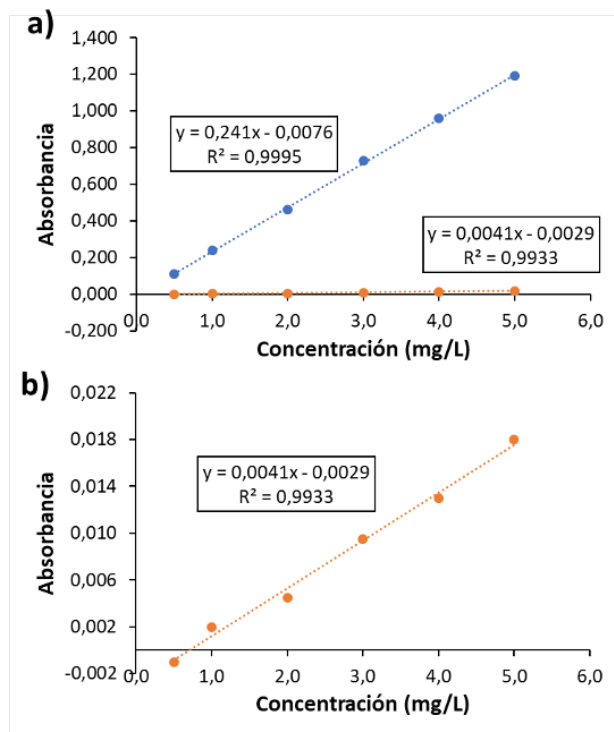 a)
1,400
1,200
1,000
0,800
0,600
0,400
0,200
0,000
-0,200
Absorbancia
y = 0,241x - 0,0076
R² = 0,9995
y = 0,0041x - 0,0029
R² = 0,9933
0,0 1,0 2,0 3,0 4,0 5,0 6,0
Concentración (mg/L)
b)
0,022
0,018
0,014
0,010
0,006
0,002
-0,002
Absorbancia
y = 0,0041x - 0,0029
R² = 0,9933
0,0 1,0 2,0 3,0 4,0 5,0 6,0
Concentración (mg/L)